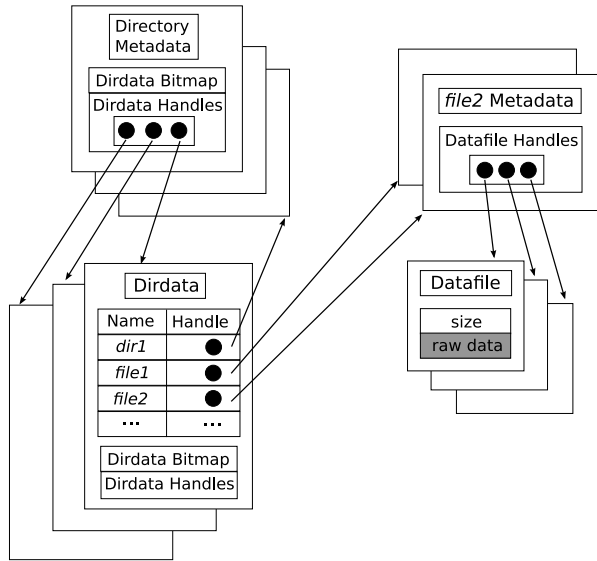 Directory
Metadata
Dirdata Bitmap
Dirdata Handles
Dirdata
Name Handle
dir1
file1
file2
... ...
Dirdata Bitmap
Dirdata Handles
file2 Metadata
Datafile Handles
Datafile
size
raw data